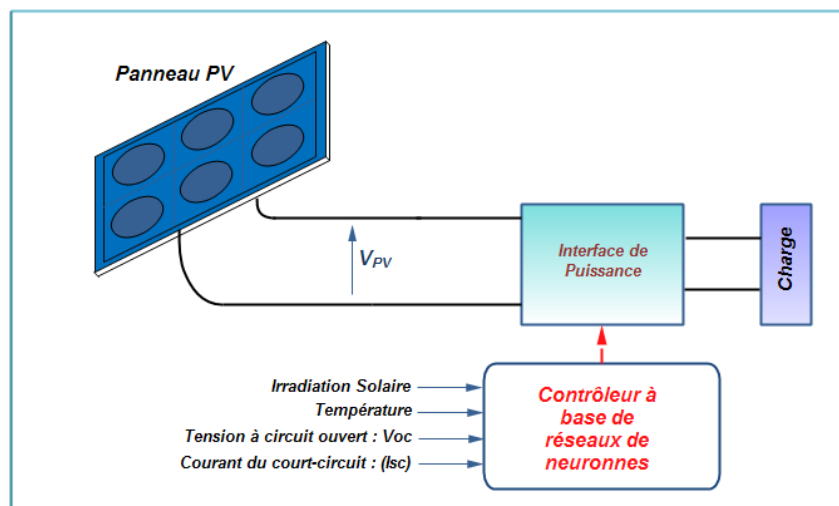 Panneau PV
VPV
Interface de
Puissance
Charge
Irradiation Solaire
Température
Tension à circuit ouvert : Voc
Courant du court-circuit : (Isc)
Contrôleur à
base de
réseaux de
neuronnes